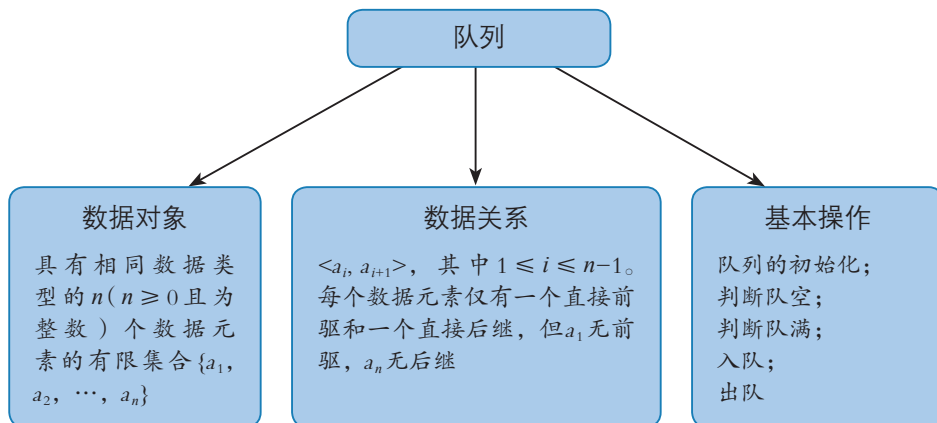 队列
数据对象
具有相同数据类
型的n(n≥0且为
整数)个数据元
素的有限集合{a₁,
a₂, …, aₙ}
数据关系
<aᵢ, aᵢ₊₁>, 其中1≤i≤n−1。
每个数据元素仅有一个直接前
驱和一个直接后继,但a₁无前
驱,aₙ无后继
基本操作
队列的初始化;
判断队空;
判断队满;
入队;
出队